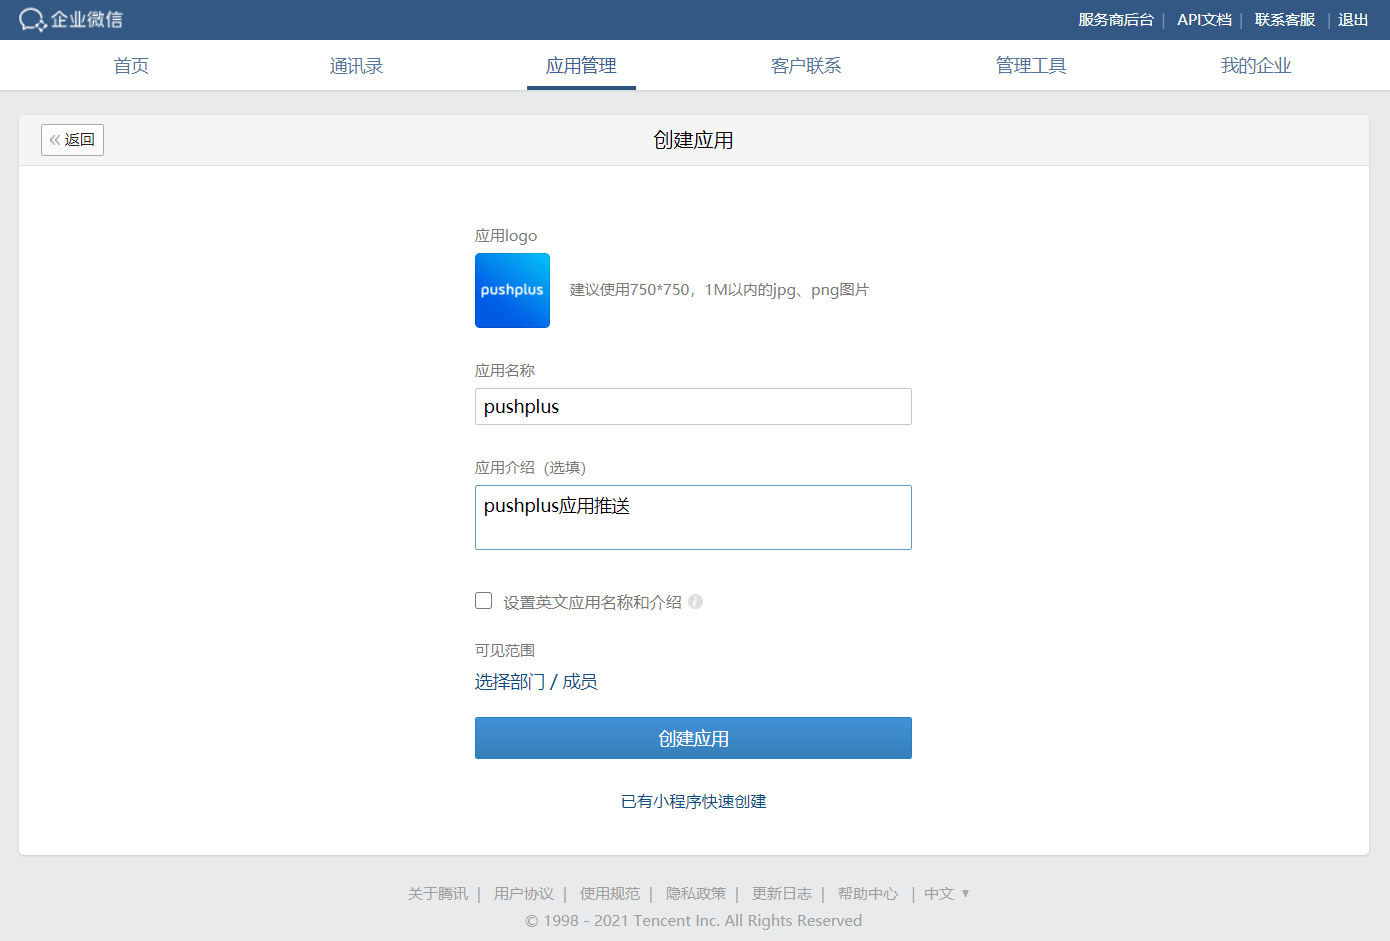 企业微信
服务商后台 | API文档 | 联系客服 | 退出
首页 通讯录 应用管理 客户联系 管理工具 我的企业
« 返回 创建应用
应用logo
pushplus
建议使用750*750，1M以内的jpg、png图片
应用名称
pushplus
应用介绍（选填）
pushplus应用推送
设置英文应用名称和介绍 i
可见范围
选择部门 / 成员
创建应用
已有小程序快速创建
关于腾讯 | 用户协议 | 使用规范 | 隐私政策 | 更新日志 | 帮助中心 | 中文 ▼
© 1998 - 2021 Tencent Inc. All Rights Reserved